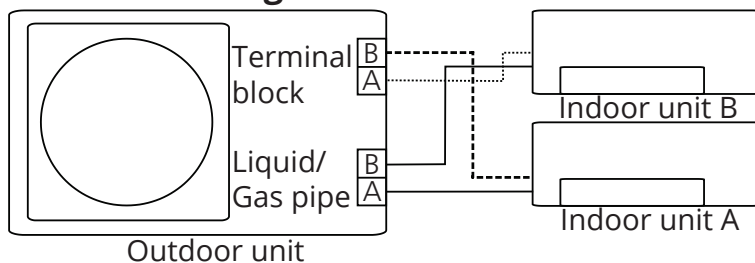 Terminal
block
B
A
Liquid/
Gas pipe
B
A
Outdoor unit
Indoor unit B
Indoor unit A